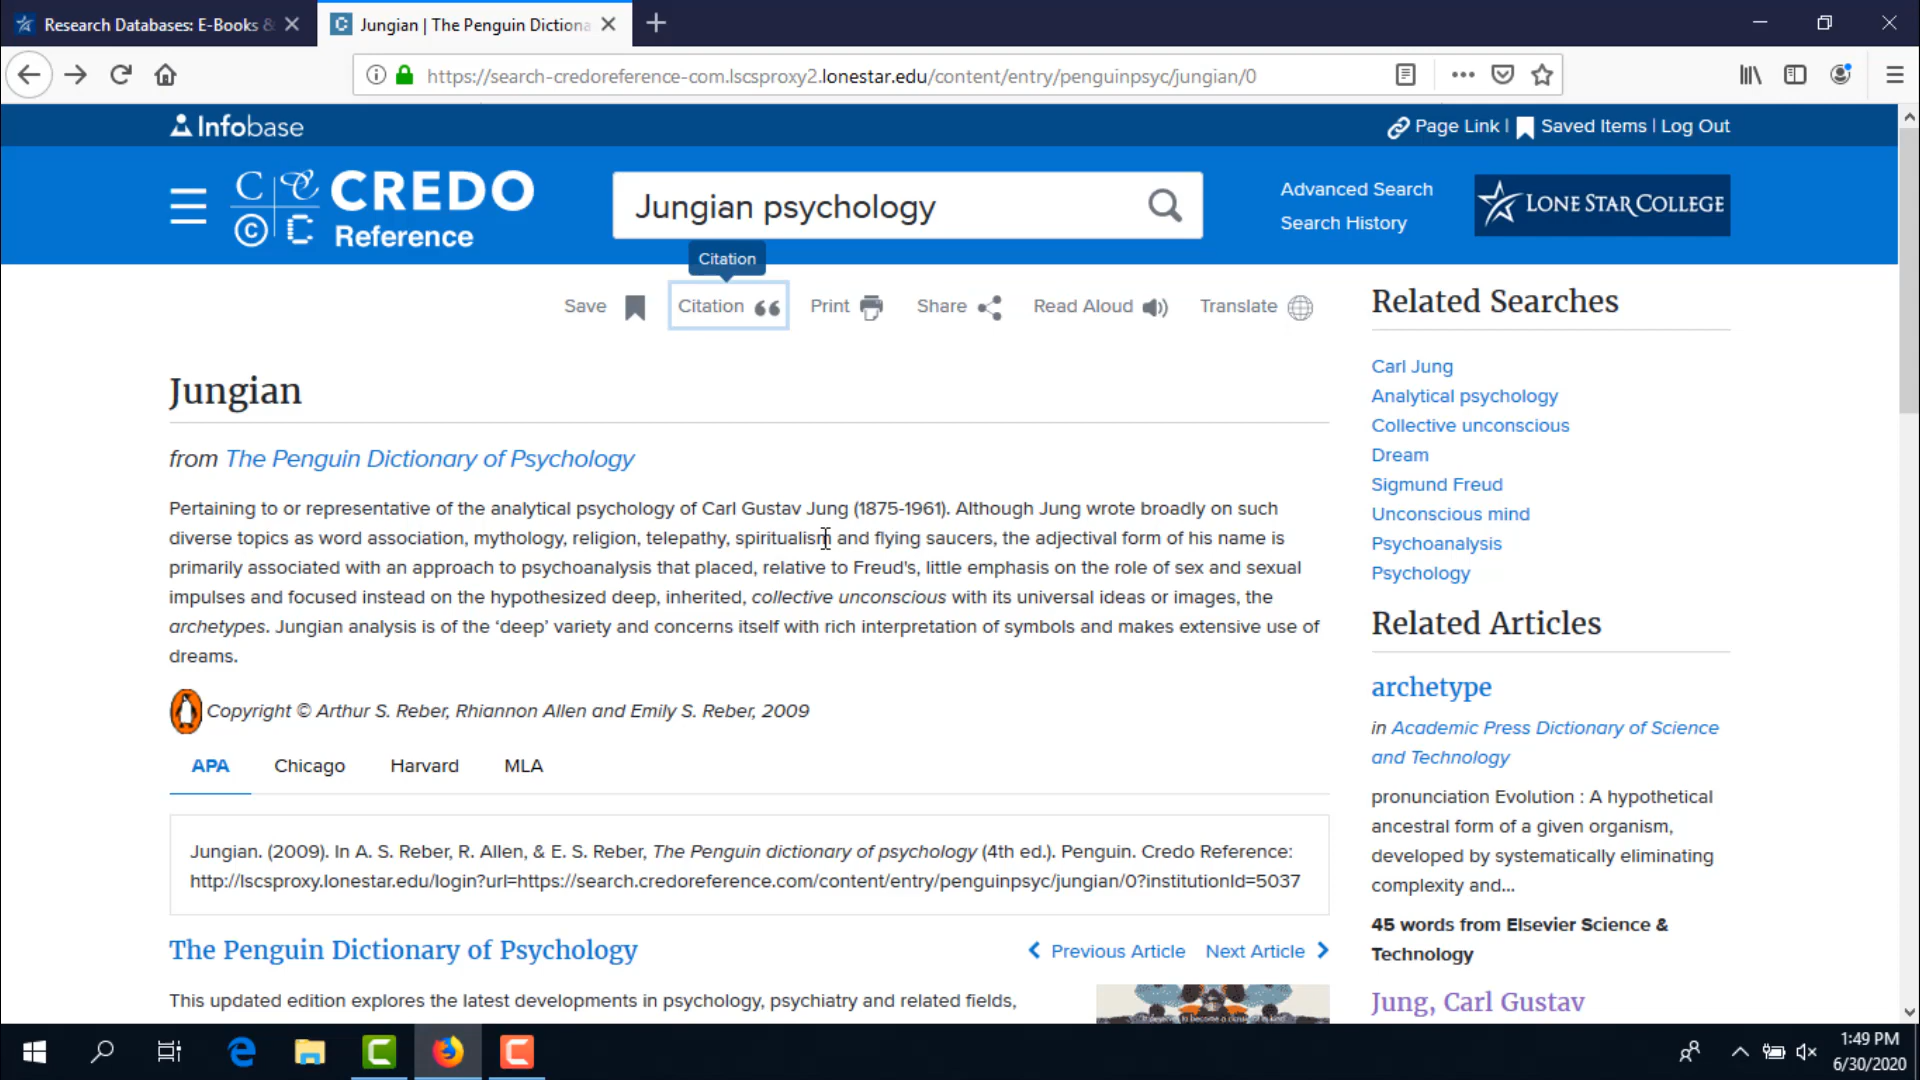 Research Databases: E-Books &
Jungian | The Penguin Dictiona
https://search-credoreference-com.lscsproxy2.lonestar.edu/content/entry/penguinpsyc/jungian/0
Infobase
Page Link | Saved Items | Log Out
CREDO
Reference
Jungian psychology
Advanced Search
Search History
LONE STAR COLLEGE
Citation
Save
Citation
Print
Share
Read Aloud
Translate
Jungian
from The Penguin Dictionary of Psychology
Pertaining to or representative of the analytical psychology of Carl Gustav Jung (1875-1961). Although Jung wrote broadly on such
diverse topics as word association, mythology, religion, telepathy, spiritualism and flying saucers, the adjectival form of his name is
primarily associated with an approach to psychoanalysis that placed, relative to Freud's, little emphasis on the role of sex and sexual
impulses and focused instead on the hypothesized deep, inherited, collective unconscious with its universal ideas or images, the
archetypes. Jungian analysis is of the ‘deep’ variety and concerns itself with rich interpretation of symbols and makes extensive use of
dreams.
Copyright © Arthur S. Reber, Rhiannon Allen and Emily S. Reber, 2009
APA
Chicago
Harvard
MLA
Jungian. (2009). In A. S. Reber, R. Allen, & E. S. Reber, The Penguin dictionary of psychology (4th ed.). Penguin. Credo Reference:
http://lscsproxy.lonestar.edu/login?url=https://search.credoreference.com/content/entry/penguinpsyc/jungian/0?institutionId=5037
The Penguin Dictionary of Psychology
Previous Article
Next Article
This updated edition explores the latest developments in psychology, psychiatry and related fields,
Related Searches
Carl Jung
Analytical psychology
Collective unconscious
Dream
Sigmund Freud
Unconscious mind
Psychoanalysis
Psychology
Related Articles
archetype
in Academic Press Dictionary of Science
and Technology
pronunciation Evolution : A hypothetical
ancestral form of a given organism,
developed by systematically eliminating
complexity and...
45 words from Elsevier Science &
Technology
Jung, Carl Gustav
1:49 PM
6/30/2020